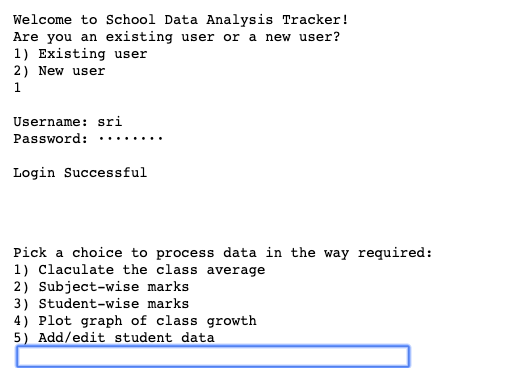 Welcome to School Data Analysis Tracker!
Are you an existing user or a new user?
1) Existing user
2) New user
1
Username: sri
Password: ········
Login Successful
Pick a choice to process data in the way required:
1) Claculate the class average
2) Subject-wise marks
3) Student-wise marks
4) Plot graph of class growth
5) Add/edit student data